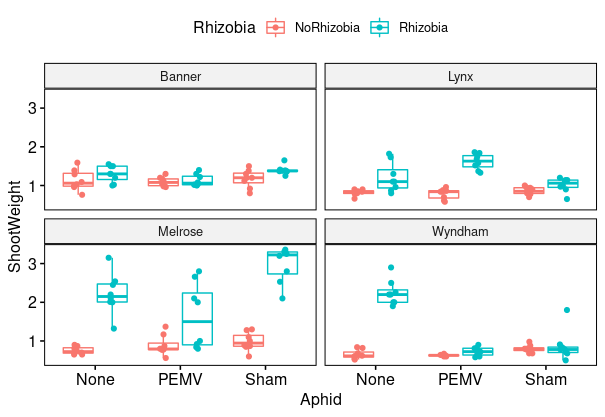 Rhizobia NoRhizobia Rhizobia
Banner Lynx
3
2
1
Melrose Wyndham
3
2
1
ShootWeight
None PEMV Sham None PEMV Sham
Aphid